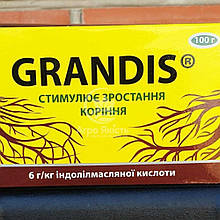 100 г
GRANDIS®
СТИМУЛЮЄ ЗРОСТАННЯ
КОРІННЯ
6 г/кг індолілмасляної кислоти